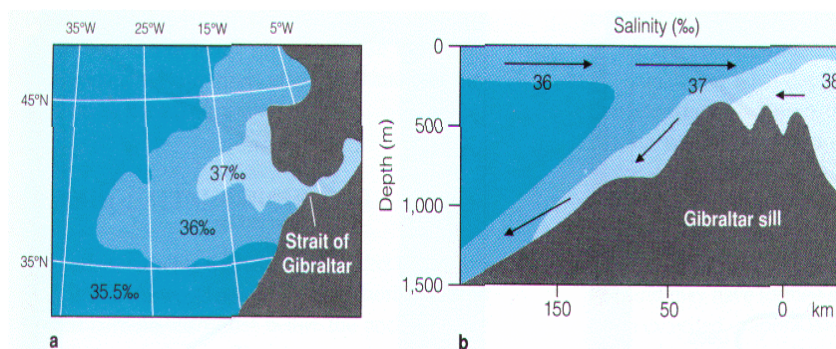 35°W 25°W 15°W 5°W
45°N
35°N
37‰
36‰
35.5‰
Strait of
Gibraltar
a
Salinity (‰)
Depth (m)
0
500
1,000
1,500
36 37 38
Gibraltar sill
150 50 0 km
b